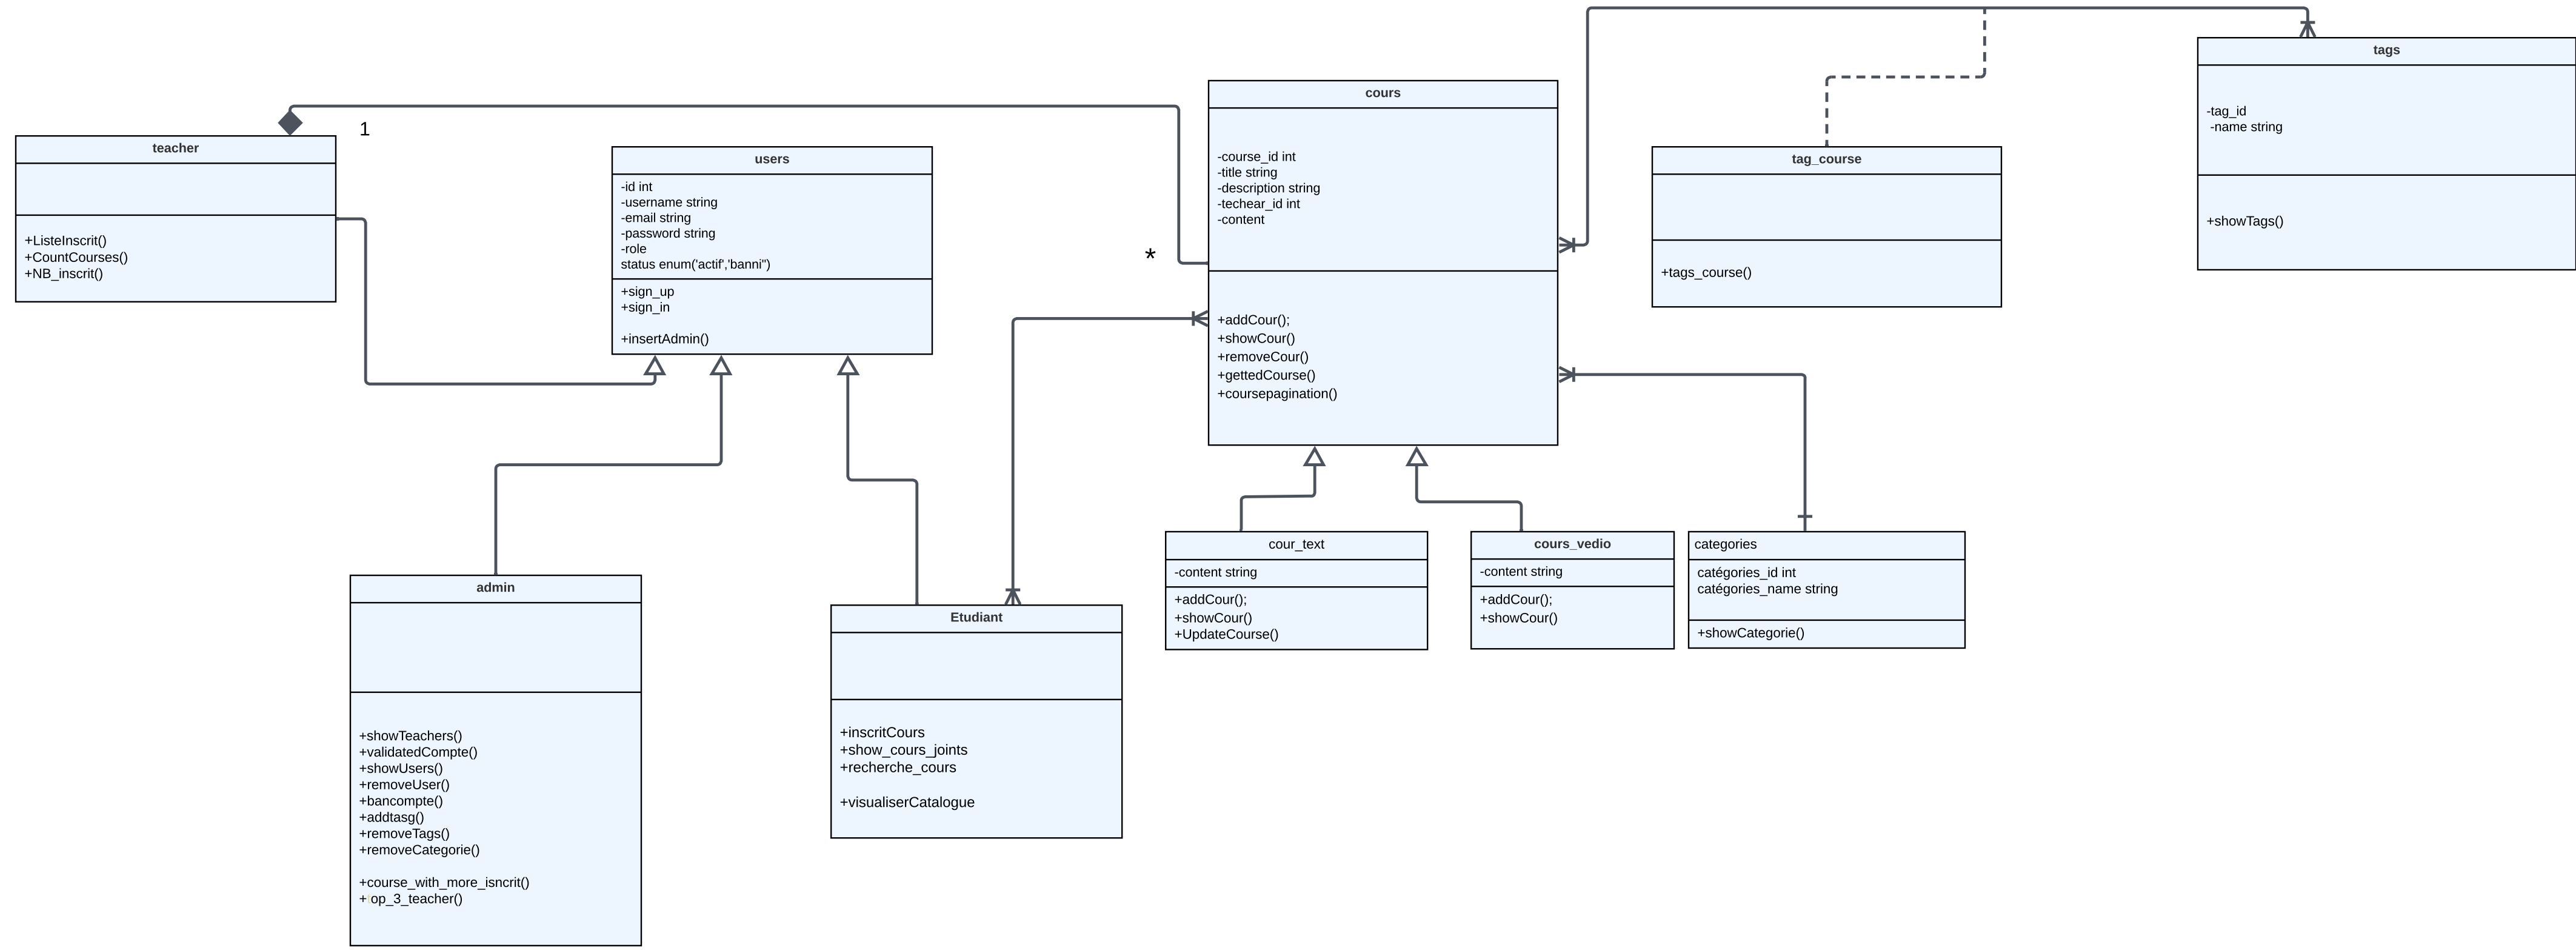 teacher
+ListeInscrit()
+CountCourses()
+NB_inscrit()
1
users
-id int
-username string
-email string
-password string
-role
status enum('actif','banni")
+sign_up
+sign_in
+insertAdmin()
*
cours
-course_id int
-title string
-description string
-techear_id int
-content
+addCour();
+showCour()
+removeCour()
+gettedCourse()
+coursepagination()
tag_course
+tags_course()
tags
-tag_id
-name string
+showTags()
admin
+showTeachers()
+validatedCompte()
+showUsers()
+removeUser()
+bancompte()
+addtasg()
+removeTags()
+removeCategorie()
+course_with_more_isncrit()
+top_3_teacher()
Etudiant
+inscritCours
+show_cours_joints
+recherche_cours
+visualiserCatalogue
cour_text
-content string
+addCour();
+showCour()
+UpdateCourse()
cours_vedio
-content string
+addCour();
+showCour()
categories
catégories_id int
catégories_name string
+showCategorie()